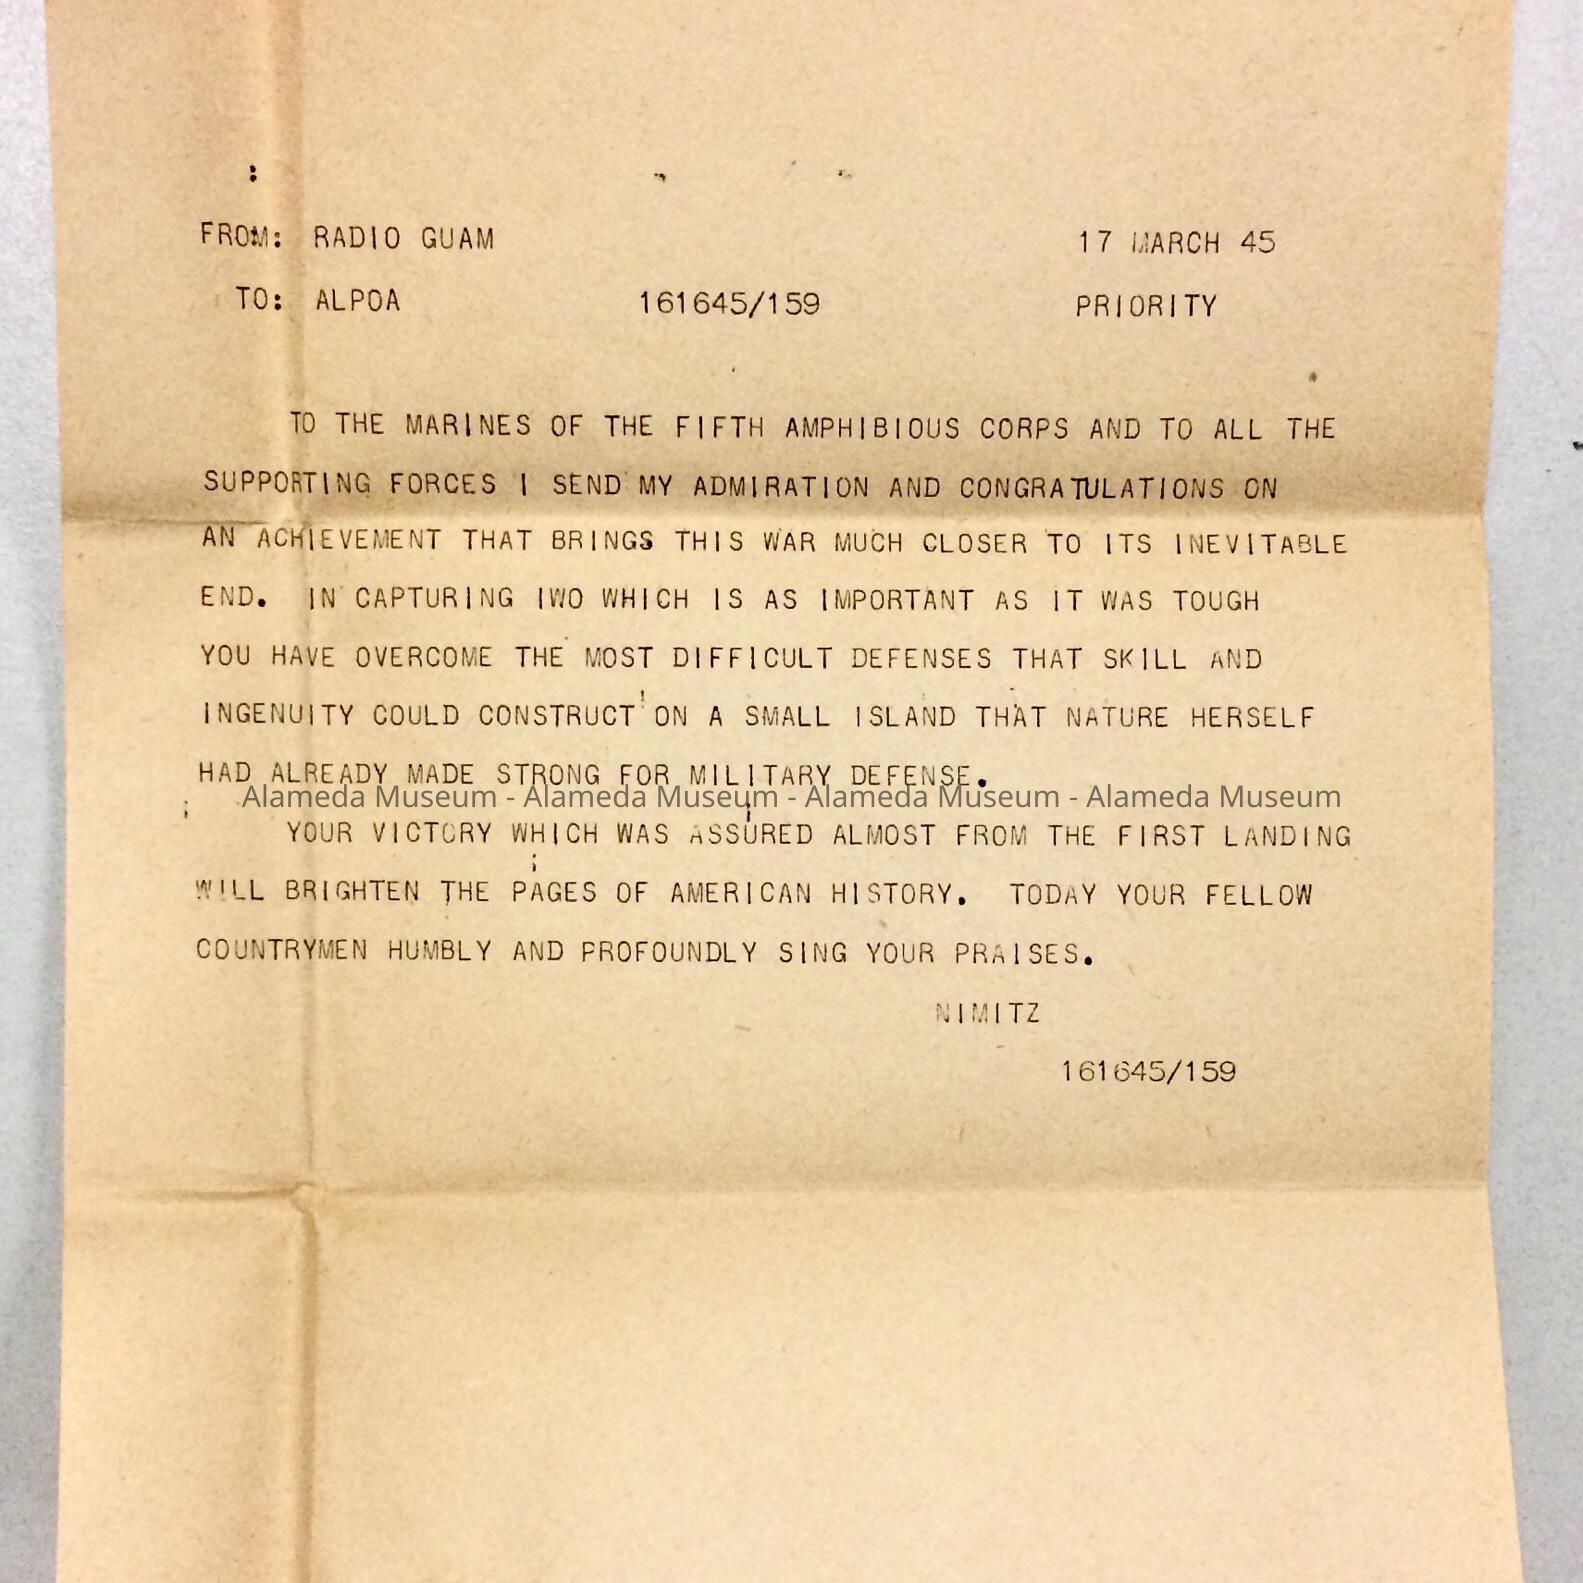 FROM: RADIO GUAM 17 MARCH 45
TO: ALPOA 161645/159 PRIORITY
TO THE MARINES OF THE FIFTH AMPHIBIOUS CORPS AND TO ALL THE
SUPPORTING FORCES I SEND MY ADMIRATION AND CONGRATULATIONS ON
AN ACHIEVEMENT THAT BRINGS THIS WAR MUCH CLOSER TO ITS INEVITABLE
END. IN CAPTURING IWO WHICH IS AS IMPORTANT AS IT WAS TOUGH
YOU HAVE OVERCOME THE MOST DIFFICULT DEFENSES THAT SKILL AND
INGENUITY COULD CONSTRUCT ON A SMALL ISLAND THAT NATURE HERSELF
HAD ALREADY MADE STRONG FOR MILITARY DEFENSE.
Alameda Museum - Alameda Museum - Alameda Museum - Alameda Museum
YOUR VICTORY WHICH WAS ASSURED ALMOST FROM THE FIRST LANDING
WILL BRIGHTEN THE PAGES OF AMERICAN HISTORY. TODAY YOUR FELLOW
COUNTRYMEN HUMBLY AND PROFOUNDLY SING YOUR PRAISES.
NIMITZ
161645/159